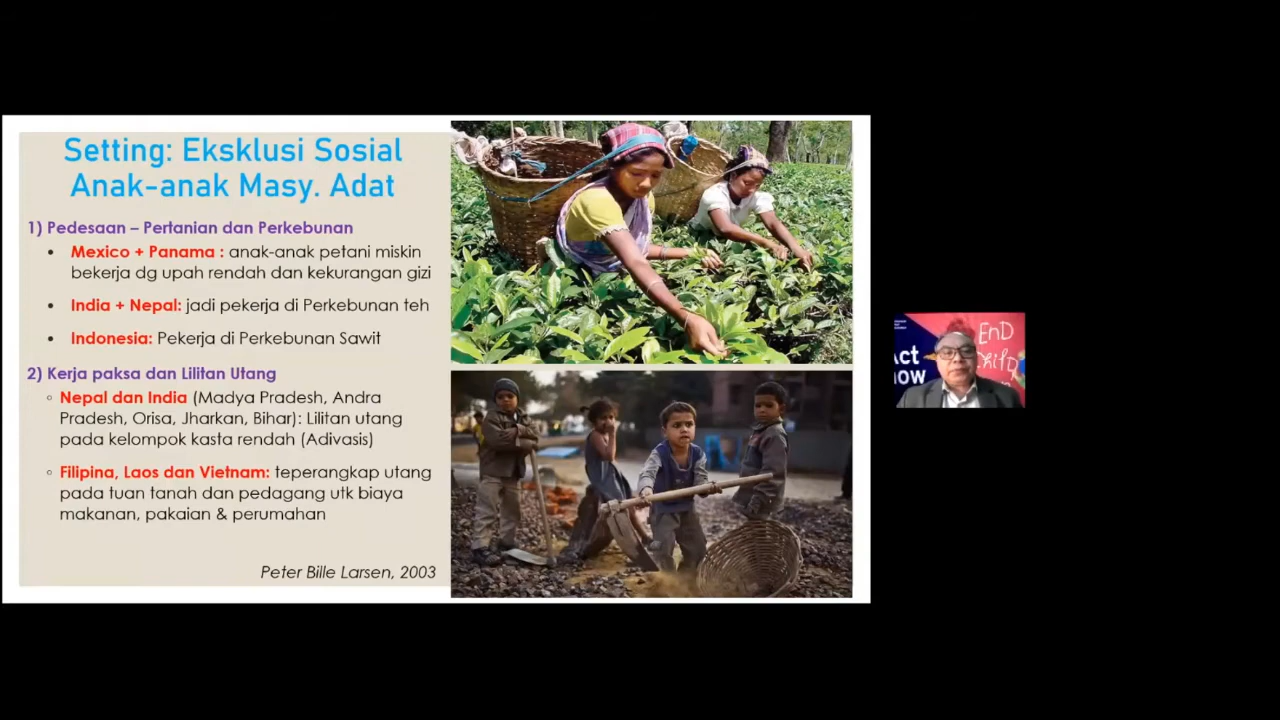 Setting: Eksklusi Sosial
Anak-anak Masy. Adat
1) Pedesaan – Pertanian dan Perkebunan
• Mexico + Panama : anak-anak petani miskin
bekerja dg upah rendah dan kekurangan gizi
• India + Nepal: jadi pekerja di Perkebunan teh
• Indonesia: Pekerja di Perkebunan Sawit
2) Kerja paksa dan Lilitan Utang
◦ Nepal dan India (Madya Pradesh, Andra
Pradesh, Orisa, Jharkan, Bihar): Lilitan utang
pada kelompok kasta rendah (Adivasis)
◦ Filipina, Laos dan Vietnam: teperangkap utang
pada tuan tanah dan pedagang utk biaya
makanan, pakaian & perumahan
Peter Bille Larsen, 2003
Act
now
End
Child